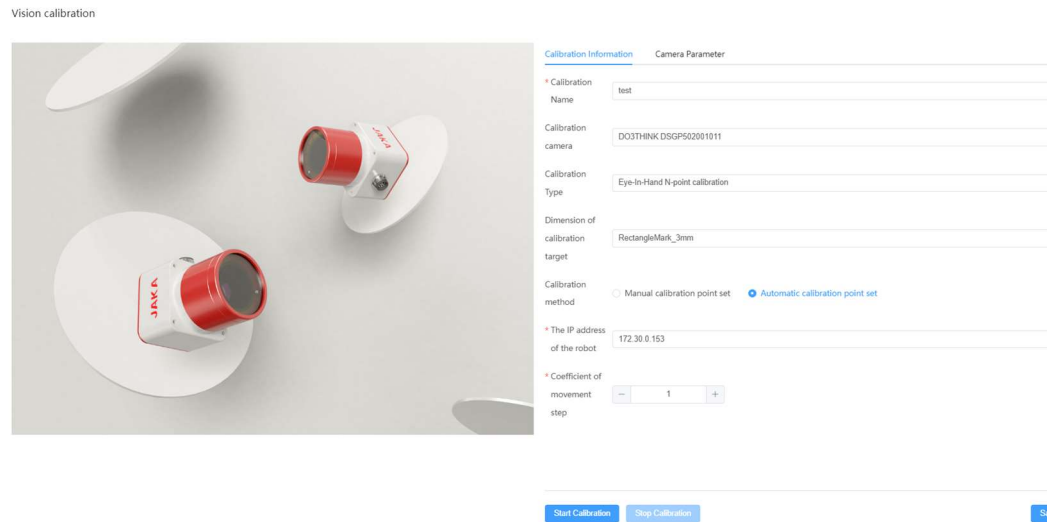 Vision calibration
JAKA
JAKA
Calibration Information Camera Parameter
* Calibration
Name
test
Calibration
camera
DO3THINK DSGP502001011
Calibration
Type
Eye-In-Hand N-point calibration
Dimension of
calibration
target
RectangleMark_3mm
Calibration
method
Manual calibration point set Automatic calibration point set
* The IP address
of the robot
172.30.0.153
* Coefficient of
movement
step
− 1 +
Start Calibration Stop Calibration